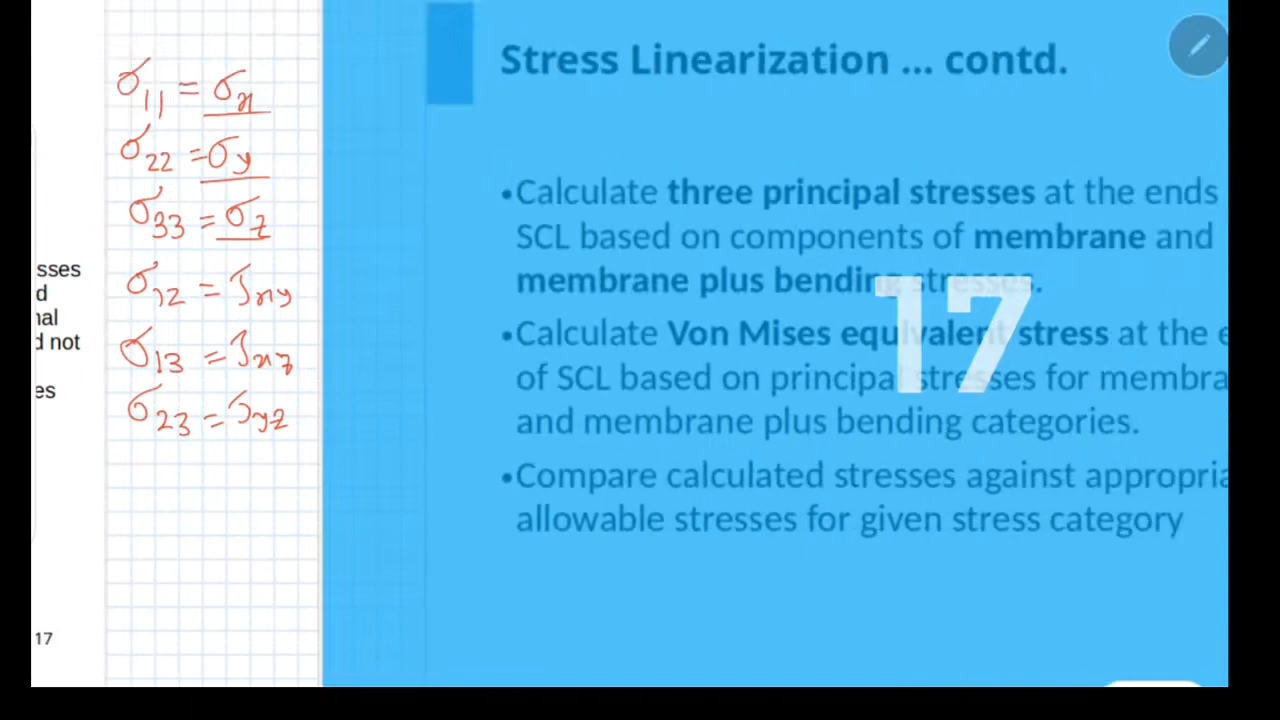 sses
d
nal
d not
es
17
σ11 = σx
σ22 = σy
σ33 = σz
σ12 = τxy
σ13 = τxz
σ23 = τyz
Stress Linearization ... contd.
•Calculate three principal stresses at the ends
SCL based on components of membrane and
membrane plus bending stresses.
•Calculate Von Mises equivalent stress at the e
of SCL based on principal stresses for membra
and membrane plus bending categories.
•Compare calculated stresses against appropria
allowable stresses for given stress category
17